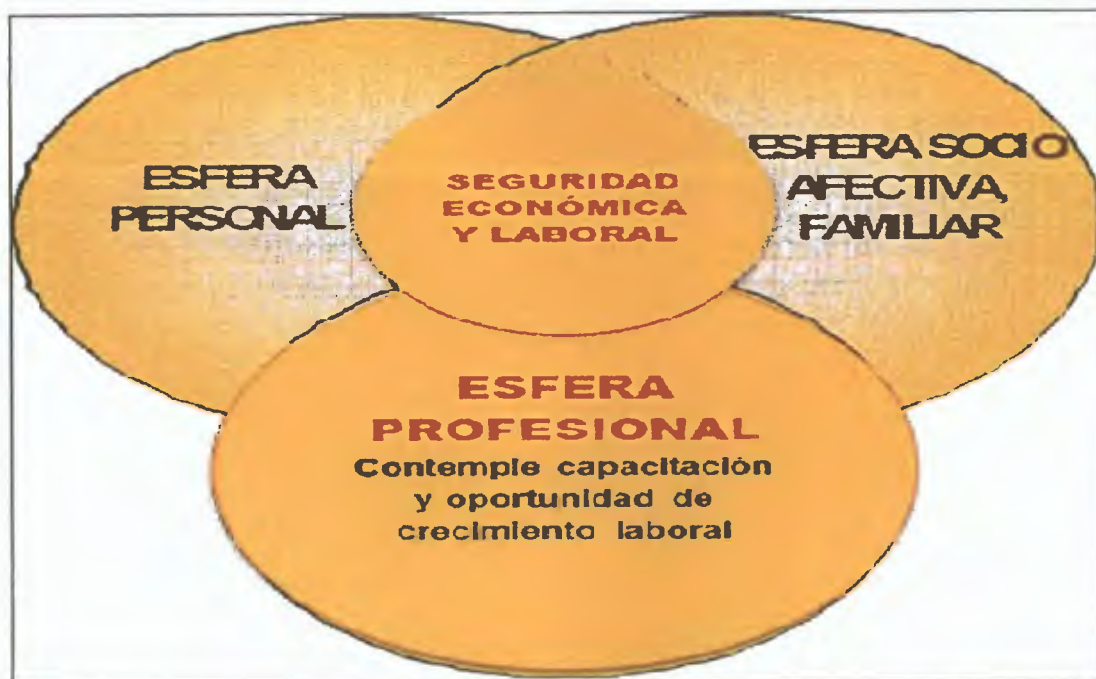 ESFERA
PERSONAL
SEGURIDAD
ECONÓMICA
Y LABORAL
ESFERA SOCIO
AFECTIVA,
FAMILIAR
ESFERA
PROFESIONAL
Contemple capacitación
y oportunidad de
crecimiento laboral